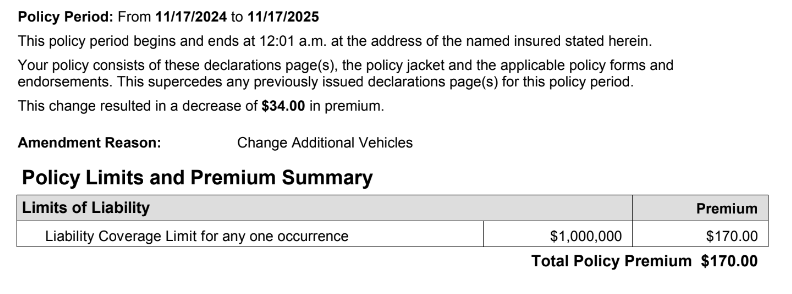 Policy Period: From 11/17/2024 to 11/17/2025
This policy period begins and ends at 12:01 a.m. at the address of the named insured stated herein.
Your policy consists of these declarations page(s), the policy jacket and the applicable policy forms and
endorsements. This supercedes any previously issued declarations page(s) for this policy period.
This change resulted in a decrease of $34.00 in premium.
Amendment Reason: Change Additional Vehicles
Policy Limits and Premium Summary
Limits of Liability Premium
Liability Coverage Limit for any one occurrence $1,000,000 $170.00
Total Policy Premium $170.00